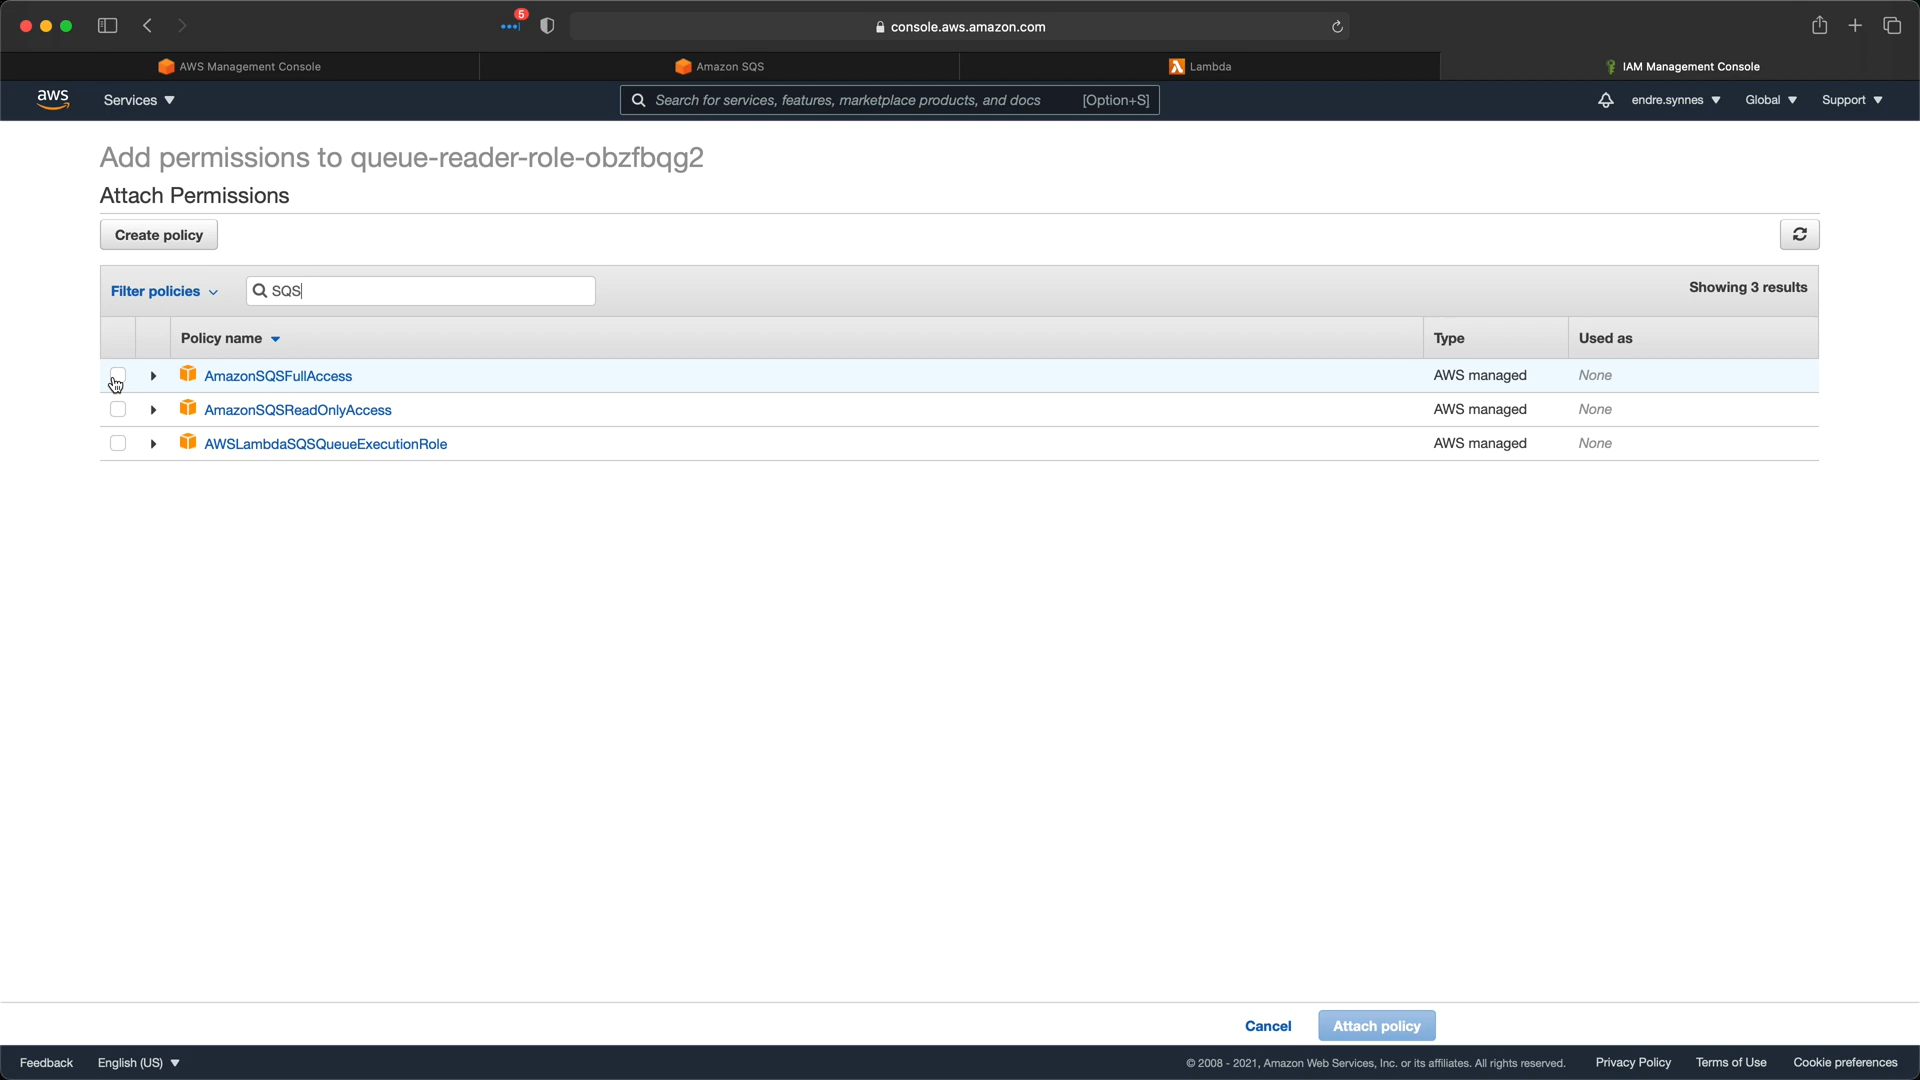 5
console.aws.amazon.com
AWS Management Console
Amazon SQS
Lambda
IAM Management Console
aws
Services
Search for services, features, marketplace products, and docs [Option+S]
endre.synnes
Global
Support
Add permissions to queue-reader-role-obzfbqg2
Attach Permissions
Create policy
Filter policies
SQS
Showing 3 results
Policy name
Type
Used as
AmazonSQSFullAccess
AWS managed
None
AmazonSQSReadOnlyAccess
AWS managed
None
AWSLambdaSQSQueueExecutionRole
AWS managed
None
Cancel
Attach policy
Feedback
English (US)
© 2008 - 2021, Amazon Web Services, Inc. or its affiliates. All rights reserved.
Privacy Policy
Terms of Use
Cookie preferences